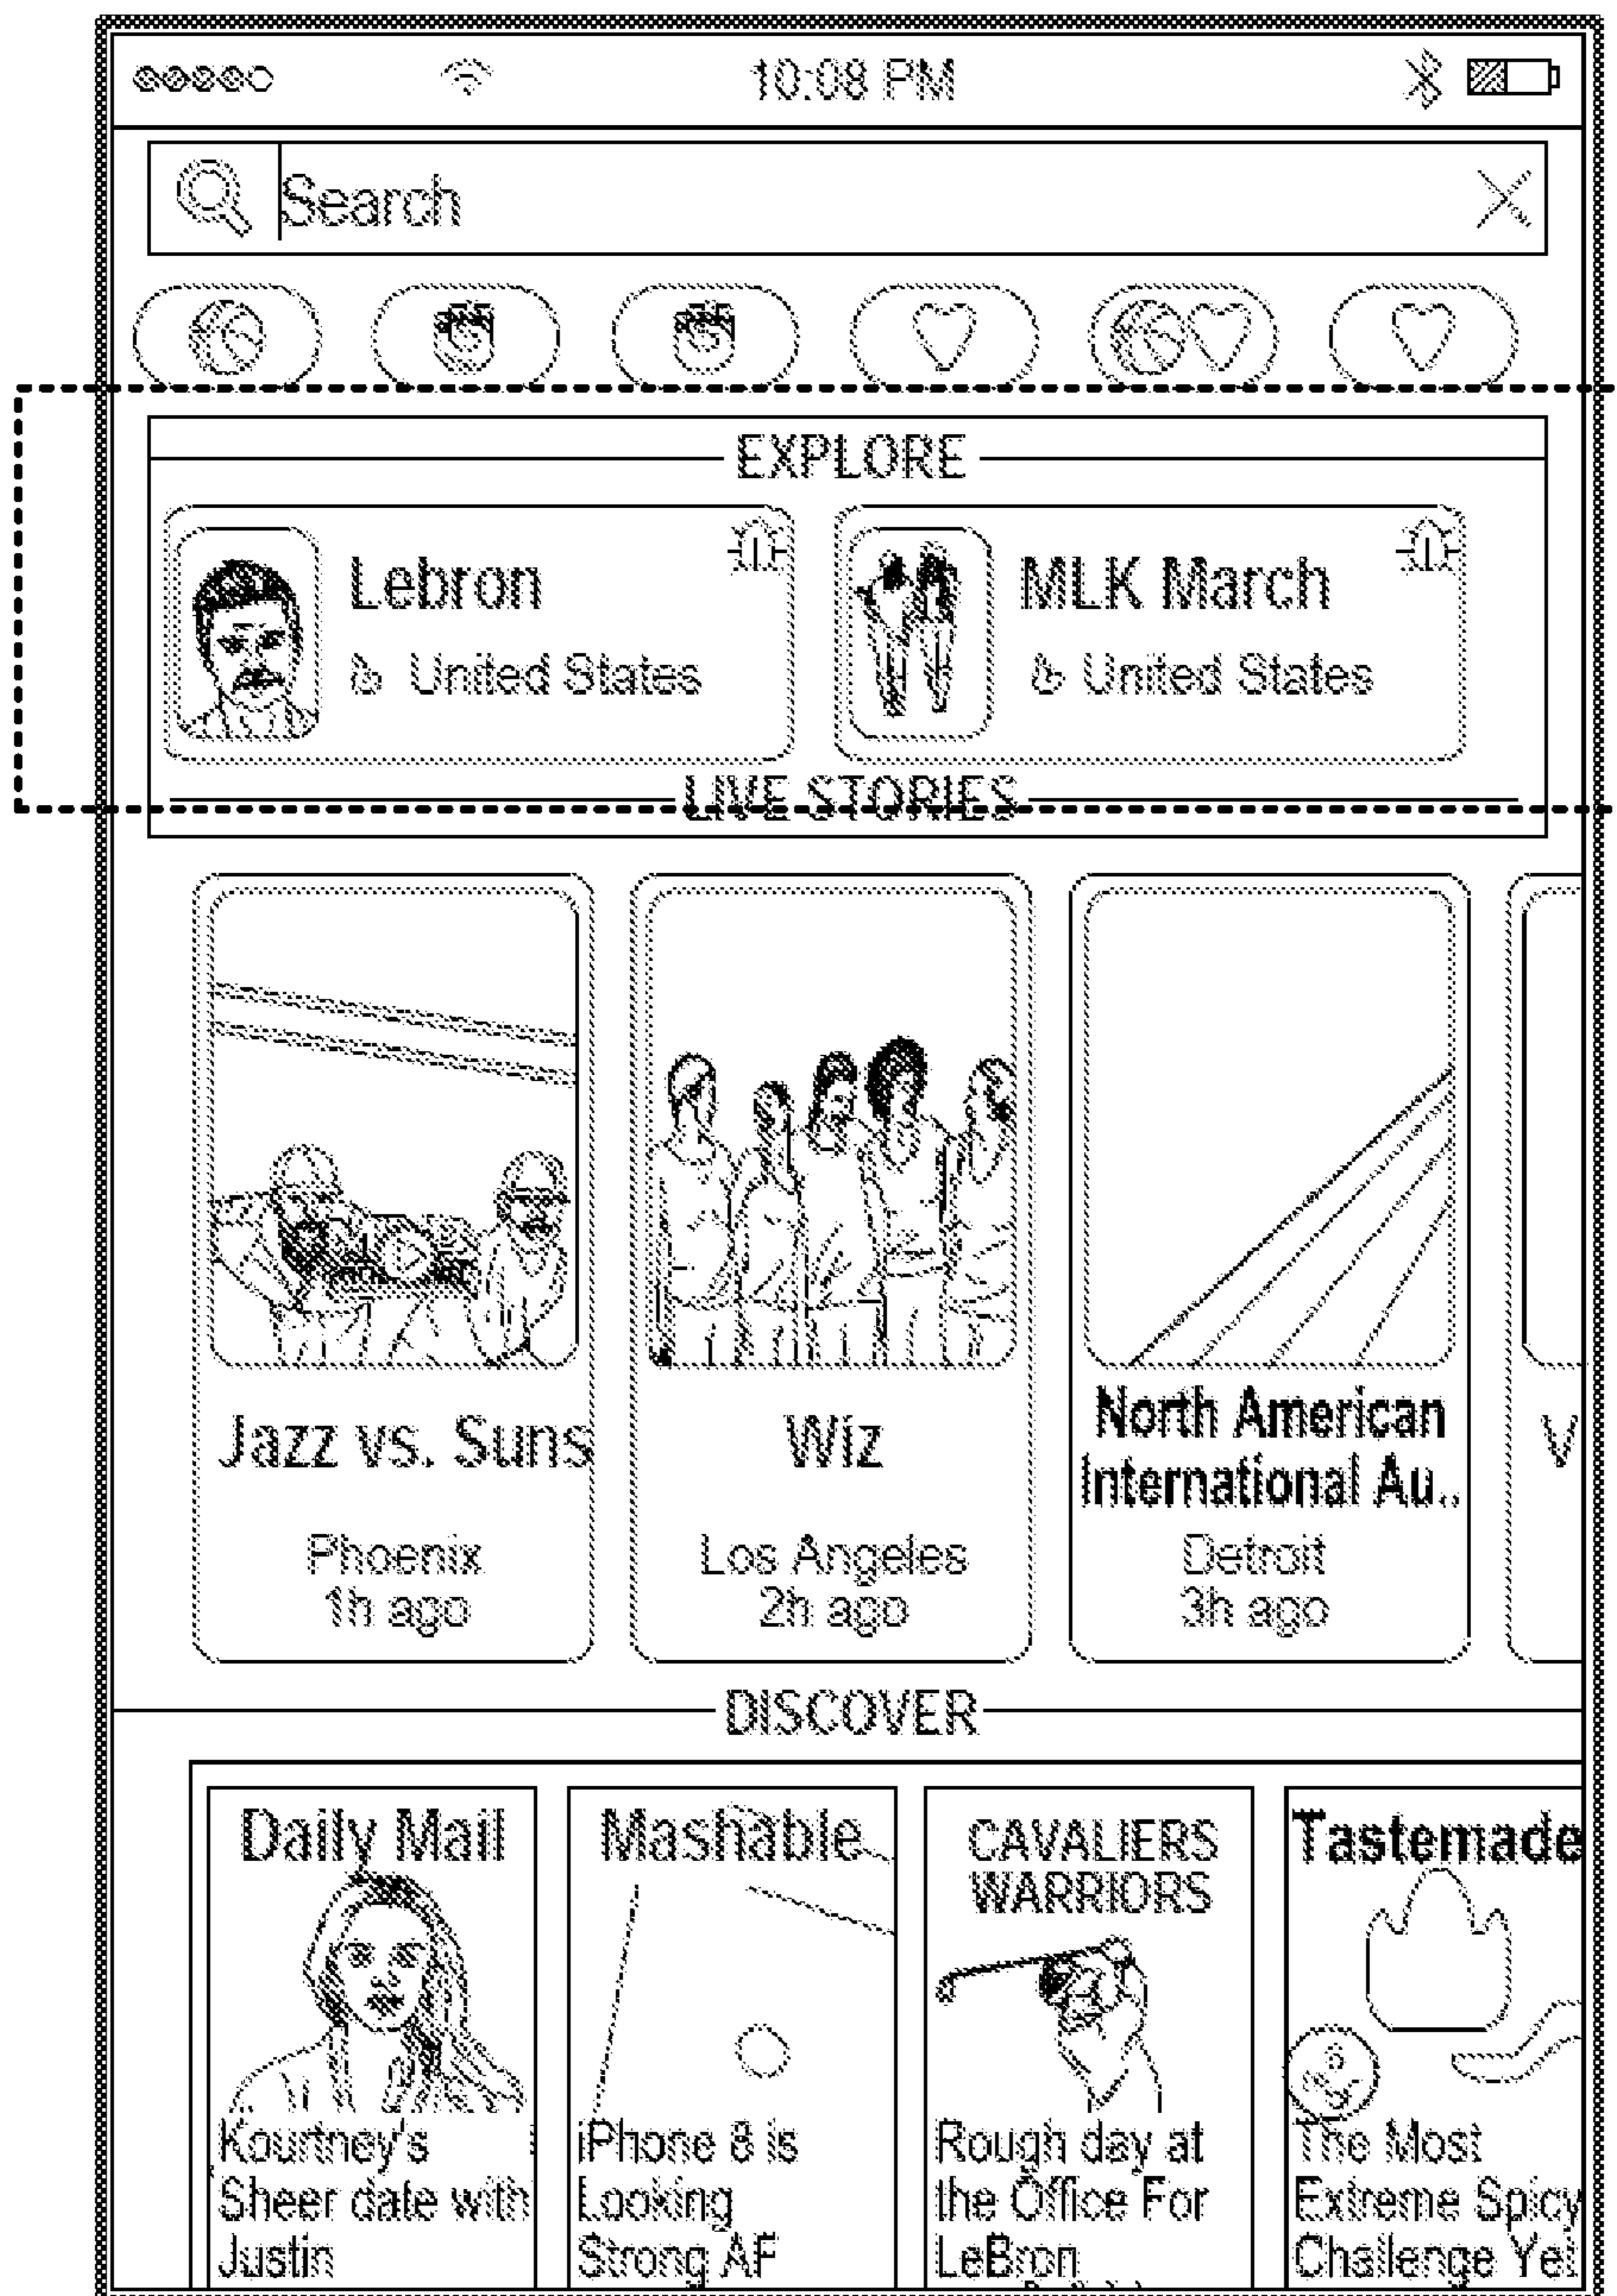 10:08 PM
Search
EXPLORE
Lebron
United States
MLK March
United States
LIVE STORIES
Jazz vs. Suns
Phoenix
1h ago
Wiz
Los Angeles
2h ago
North American
International Au..
Detroit
3h ago
V
DISCOVER
Daily Mail
Kourtney's
Sheer date with
Justin
Mashable
iPhone 8 is
Looking
Strong AF
CAVALIERS
WARRIORS
Rough day at
the Office For
LeBron
Tastemade
The Most
Extreme Spicy
Challenge Yet